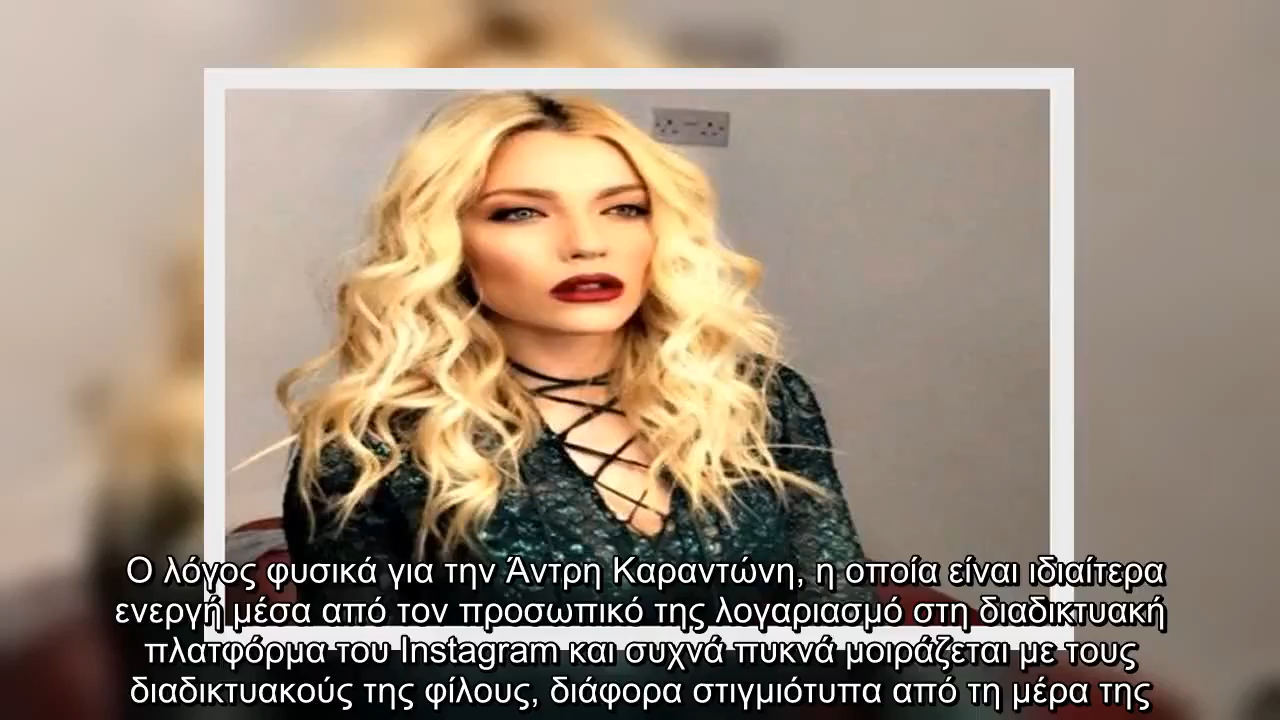 Ο λόγος φυσικά για την Άντρη Καραντώνη, η οποία είναι ιδιαίτερα
ενεργή μέσα από τον προσωπικό της λογαριασμό στη διαδικτυακή
πλατφόρμα του Instagram και συχνά πυκνά μοιράζεται με τους
διαδικτυακούς της φίλους, διάφορα στιγμιότυπα από τη μέρα της